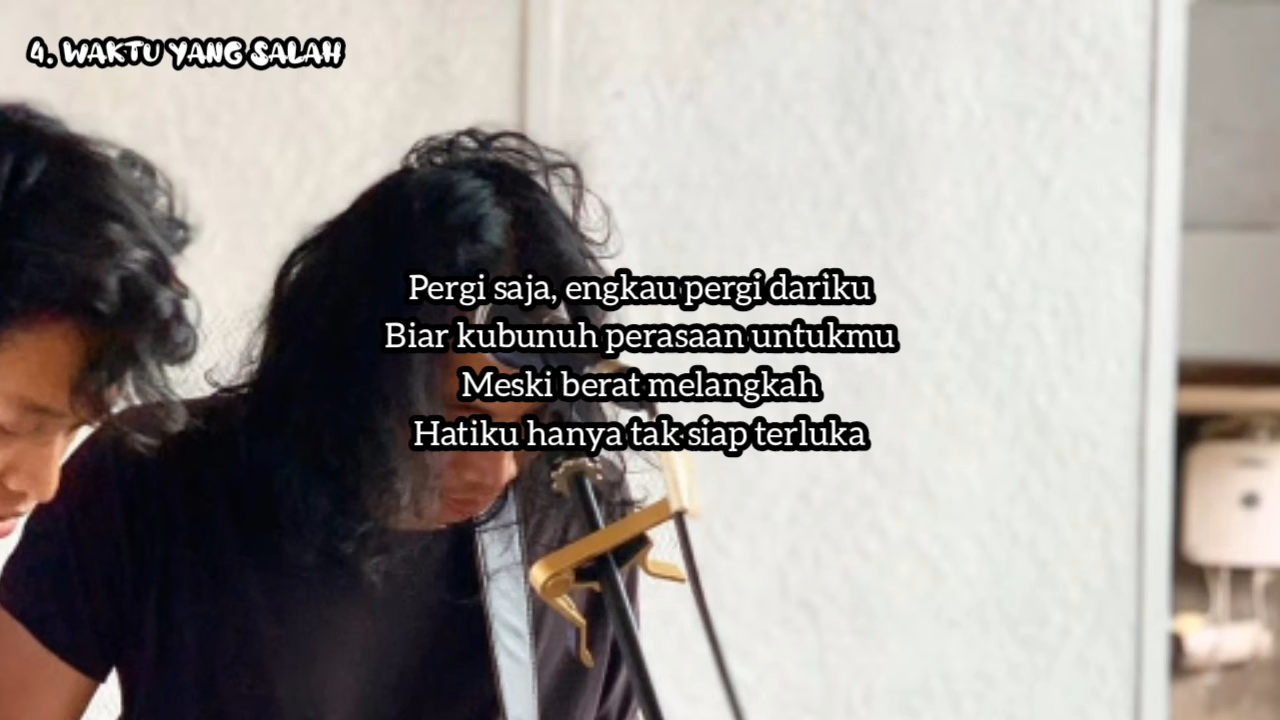 4. WAKTU YANG SALAH
Pergi saja, engkau pergi dariku
Biar kubunuh perasaan untukmu
Meski berat melangkah
Hatiku hanya tak siap terluka